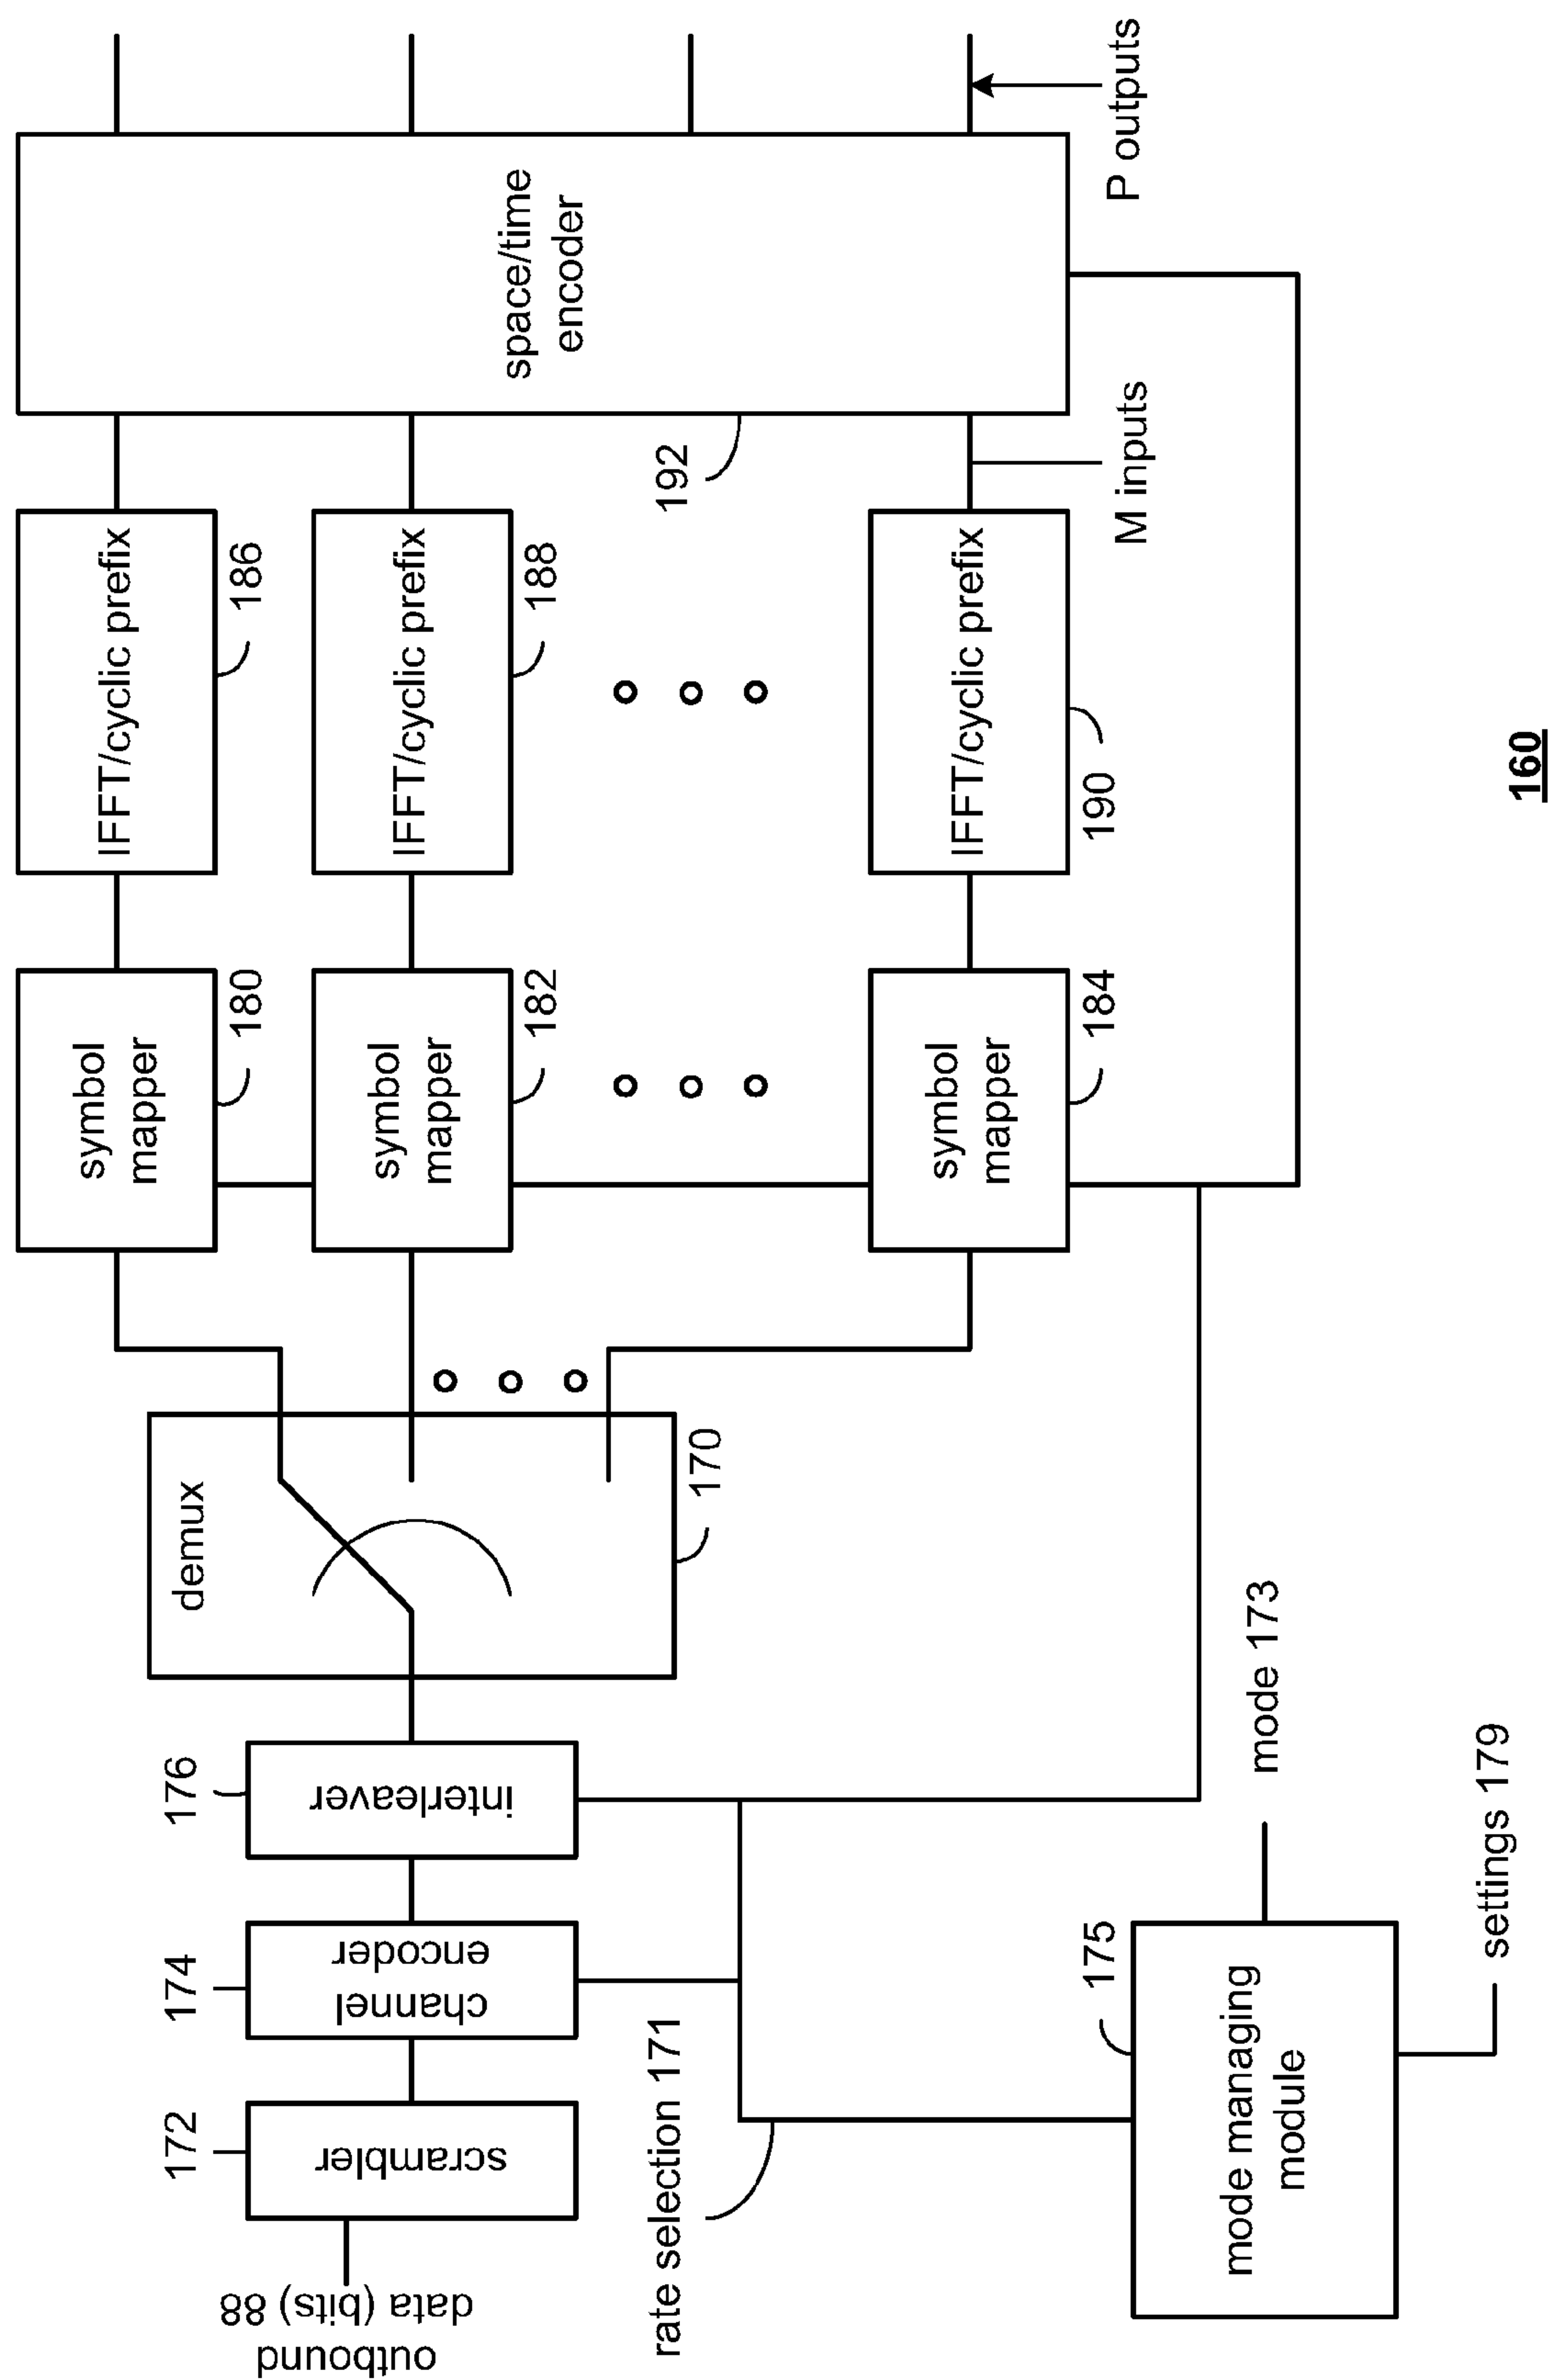 outbound
data (bits) 88
172
scrambler
174
channel
encoder
176
interleaver
demux
170
symbol
mapper
180
symbol
mapper
182
symbol
mapper
184
IFFT/cyclic prefix
186
IFFT/cyclic prefix
188
IFFT/cyclic prefix
190
space/time
encoder
192
M inputs
P outputs
rate selection 171
mode managing
module
175
mode 173
settings 179
160